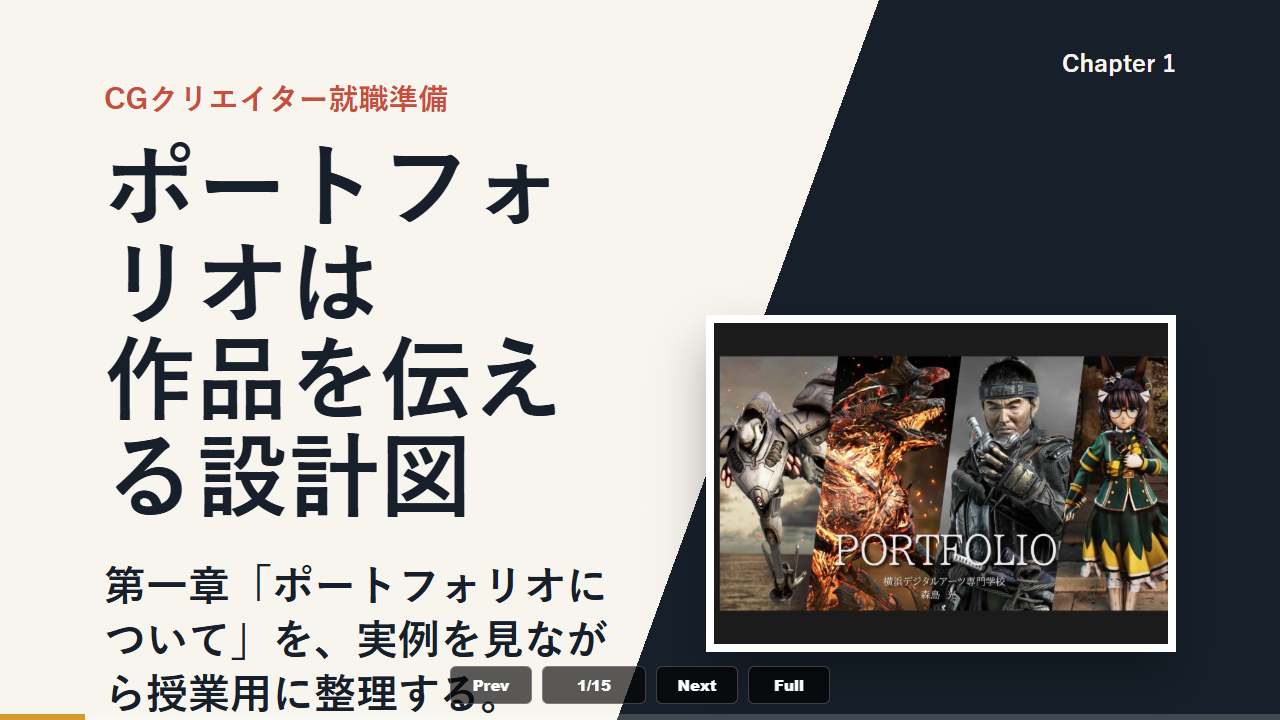 Chapter 1
CGクリエイター就職準備
ポートフォ
リオは
作品を伝え
る設計図
第一章「ポートフォリオに
ついて」を、実例を見なが
ら授業用に整理する。
PORTFOLIO
横浜デジタルアーツ専門学校
森島 光
Prev
1/15
Next
Full